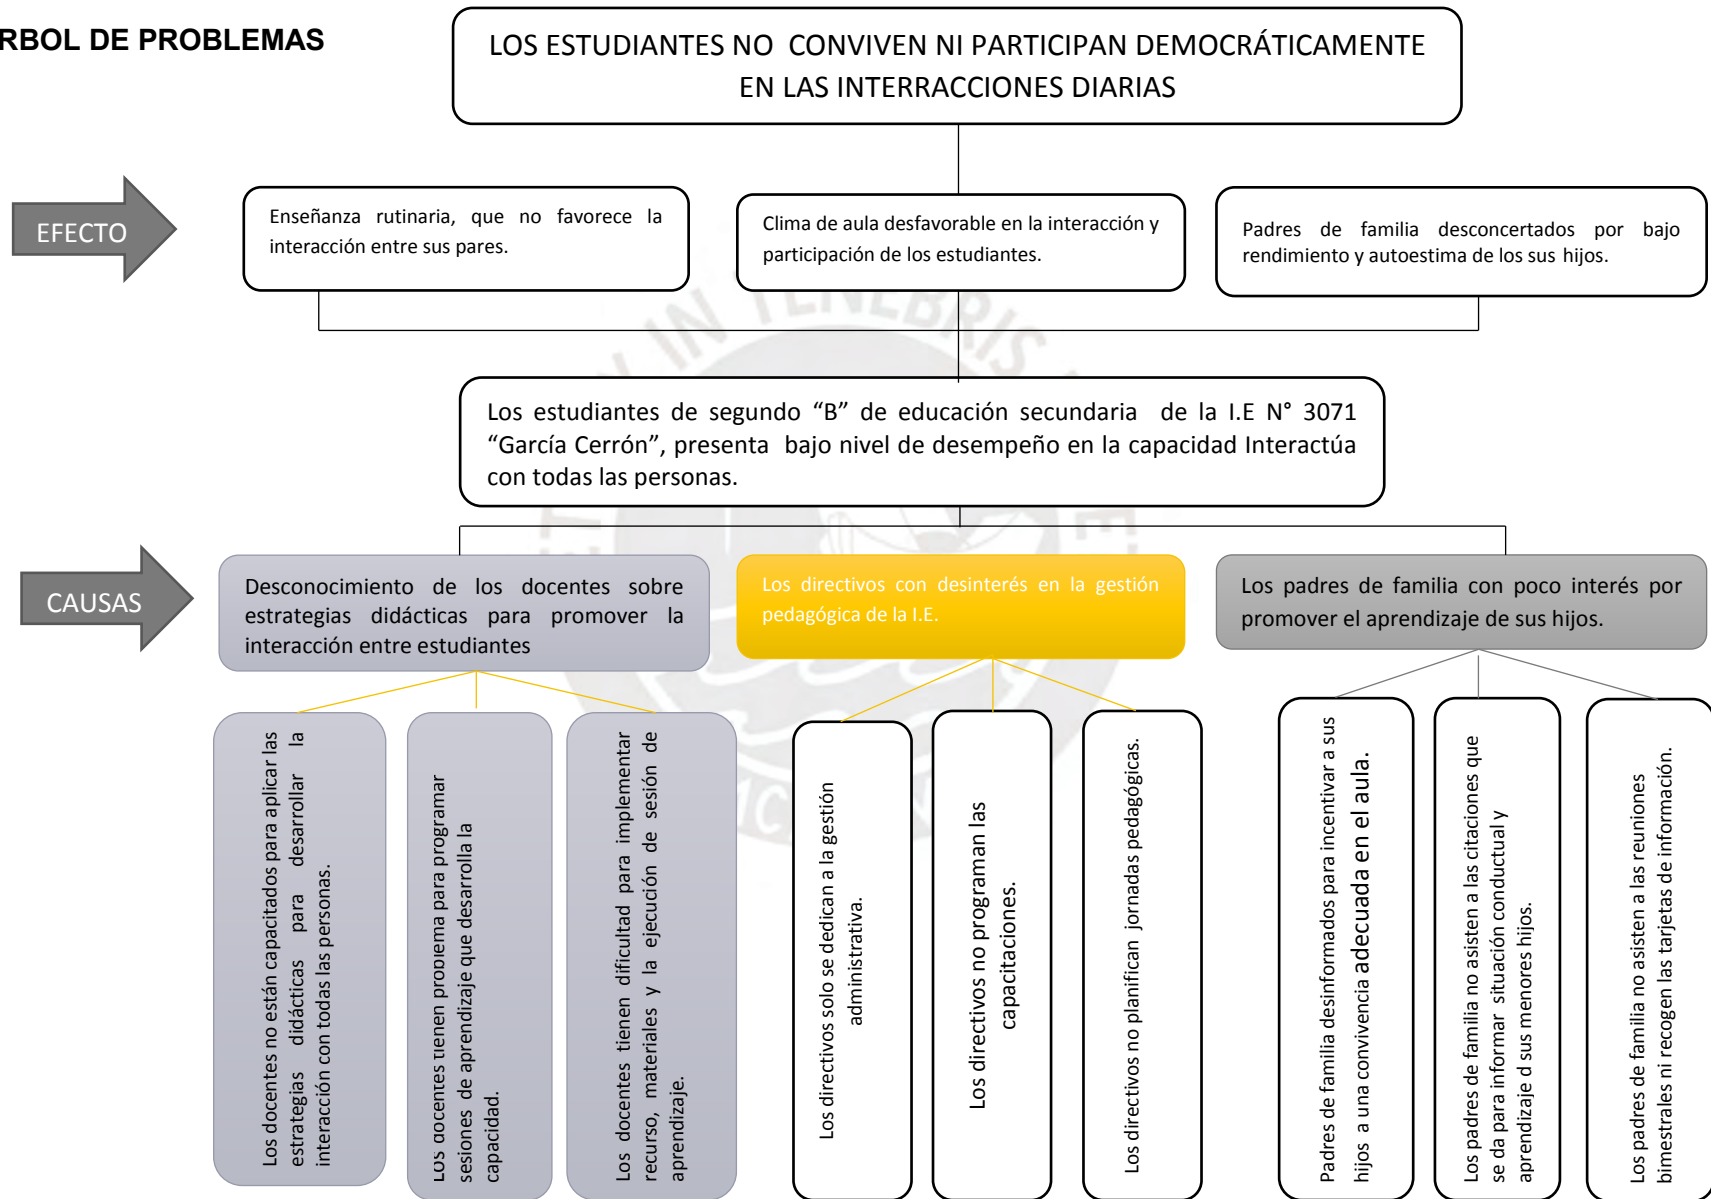 RBOL DE PROBLEMAS
LOS ESTUDIANTES NO CONVIVEN NI PARTICIPAN DEMOCRÁTICAMENTE
EN LAS INTERRACCIONES DIARIAS
EFECTO
Enseñanza rutinaria, que no favorece la
interacción entre sus pares.
Clima de aula desfavorable en la interacción y
participación de los estudiantes.
Padres de familia desconcertados por bajo
rendimiento y autoestima de los sus hijos.
IN TENEBRIS
Los estudiantes de segundo “B” de educación secundaria de la I.E N° 3071
“García Cerrón”, presenta bajo nivel de desempeño en la capacidad Interactúa
con todas las personas.
CAUSAS
Desconocimiento de los docentes sobre
estrategias didácticas para promover la
interacción entre estudiantes
Los directivos con desinterés en la gestión
pedagógica de la I.E.
Los padres de familia con poco interés por
promover el aprendizaje de sus hijos.
Los docentes no están capacitados para aplicar las
estrategias didácticas para desarrollar la
interacción con todas las personas.
Los docentes tienen problema para programar
sesiones de aprendizaje que desarrolla la
capacidad.
Los docentes tienen dificultad para implementar
recurso, materiales y la ejecución de sesión de
aprendizaje.
Los directivos solo se dedican a la gestión
administrativa.
Los directivos no programan las
capacitaciones.
Los directivos no planifican jornadas pedagógicas.
Padres de familia desinformados para incentivar a sus
hijos a una convivencia adecuada en el aula.
Los padres de familia no asisten a las citaciones que
se da para informar situación conductual y
aprendizaje d sus menores hijos.
Los padres de familia no asisten a las reuniones
bimestrales ni recogen las tarjetas de información.